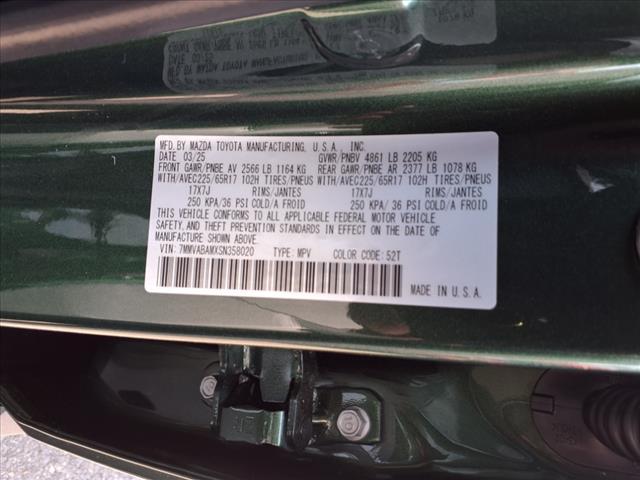 MFD.BY MAZDA TOYOTA MANUFACTURING, U.S.A., INC.
DATE 03/25 GVWR/PNBV 4861 LB 2205 KG
FRONT GAWR/PNBE AV 2566 LB 1164 KG REAR GAWR/PNBE AR 2377 LB 1078 KG
WITH/AVEC225/65R17 102H TIRES/PNEUS WITH/AVEC225/65R17 102H TIRES/PNEUS
17X7J RIMS/JANTES 17X7J RIMS/JANTES
250 KPA/ 36 PSI COLD/A FROID 250 KPA/ 36 PSI COLD/A FROID
THIS VEHICLE CONFORMS TO ALL APPLICABLE FEDERAL MOTOR VEHICLE
SAFETY, AND THEFT PREVENTION STANDARDS IN EFFECT ON THE DATE OF
MANUFACTURE SHOWN ABOVE.
VIN: 7MMVABAMXSN358020 TYPE: MPV COLOR CODE: 52T
MADE IN U.S.A.